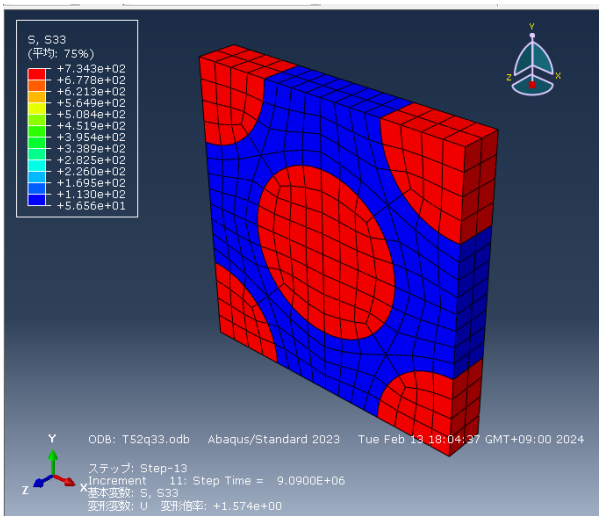 S, S33
(平均: 75%)
+7.343e+02
+6.778e+02
+6.213e+02
+5.649e+02
+5.084e+02
+4.519e+02
+3.954e+02
+3.389e+02
+2.825e+02
+2.260e+02
+1.695e+02
+1.130e+02
+5.656e+01
Y
Z
X
Y
Z
X
ODB: T52q33.odb Abaqus/Standard 2023 Tue Feb 13 18:04:37 GMT+09:00 2024
ステップ: Step-13
Increment 11: Step Time = 9.0900E+06
基本変数: S, S33
変形変数: U 変形倍率: +1.574e+00